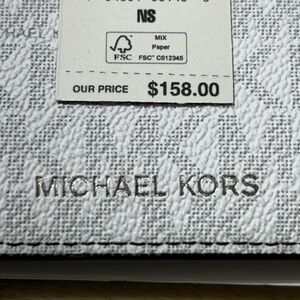 NS
MIX
Paper
FSC
FSC® C012345
OUR PRICE $158.00
MICHAEL KORS